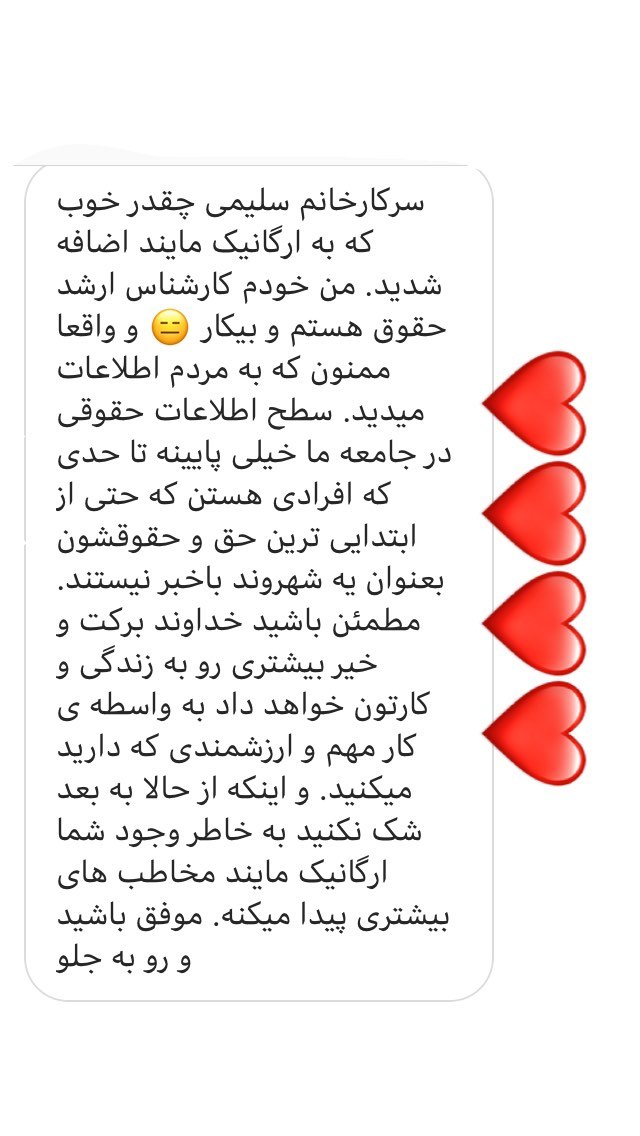 سرکارخانم سلیمی چقدر خوب
که به ارگانیک مایند اضافه
شدید. من خودم کارشناس ارشد
حقوق هستم و بیکار 😑 و واقعا
ممنون که به مردم اطلاعات
میدید. سطح اطلاعات حقوقی
در جامعه ما خیلی پایینه تا حدی
که افرادی هستن که حتی از
ابتدایی ترین حق و حقوقشون
بعنوان یه شهروند باخبر نیستند.
مطمئن باشید خداوند برکت و
خیر بیشتری رو به زندگی و
کارتون خواهد داد به واسطه ی
کار مهم و ارزشمندی که دارید
میکنید. و اینکه از حالا به بعد
شک نکنید به خاطر وجود شما
ارگانیک مایند مخاطب های
بیشتری پیدا میکنه. موفق باشید
و رو به جلو